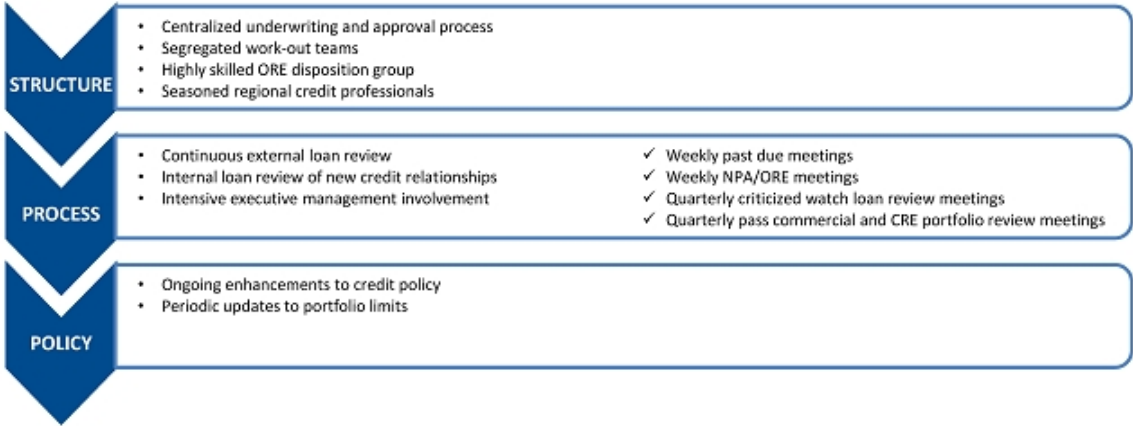 STRUCTURE
• Centralized underwriting and approval process
• Segregated work-out teams
• Highly skilled ORE disposition group
• Seasoned regional credit professionals
PROCESS
• Continuous external loan review
• Internal loan review of new credit relationships
• Intensive executive management involvement
✓ Weekly past due meetings
✓ Weekly NPA/ORE meetings
✓ Quarterly criticized watch loan review meetings
✓ Quarterly pass commercial and CRE portfolio review meetings
POLICY
• Ongoing enhancements to credit policy
• Periodic updates to portfolio limits